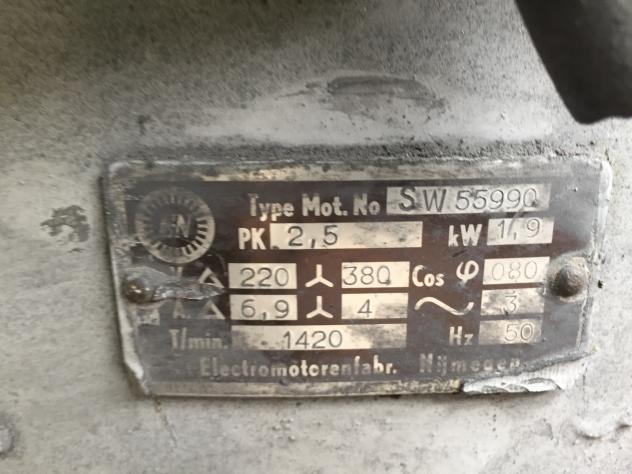 Type Mot. No SW 55990
PK 2,5 kW 1,9
V △ 220 ⅄ 380 Cos φ 080
A △ 6,9 ⅄ 4 ~ 3
T/min. 1420 Hz 50
Electromotorenfabr. Nijmegen